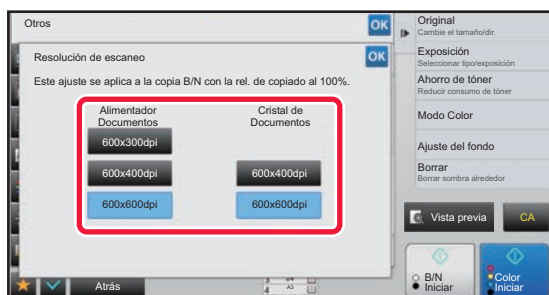 Otros
OK
Resolución de escaneo
OK
Este ajuste se aplica a la copia B/N con la rel. de copiado al 100%.
Alimentador
Documentos
Cristal de
Documentos
600x300dpi
600x400dpi
600x400dpi
600x600dpi
600x600dpi
Atrás
Original
Cambie el tamaño/dir.
Exposición
Seleccionar tipo/exposición
Ahorro de tóner
Reducir consumo de tóner
Modo Color
Ajuste del fondo
Borrar
Borrar sombra alrededor
Vista previa
CA
B/N
Iniciar
Color
Iniciar